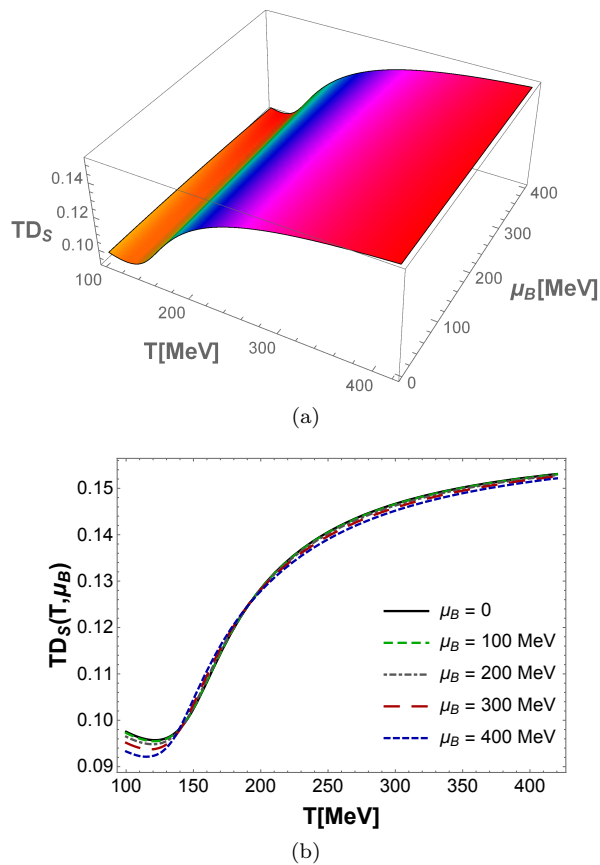 0.14
0.12
TD_S
0.10
100
200
T[MeV]
300
400
400
300
200
μ_B[MeV]
100
0
(a)
TD_S(T,μ_B)
0.15
0.14
0.13
0.12
0.11
0.10
0.09
μ_B = 0
μ_B = 100 MeV
μ_B = 200 MeV
μ_B = 300 MeV
μ_B = 400 MeV
100 150 200 250 300 350 400
T[MeV]
(b)